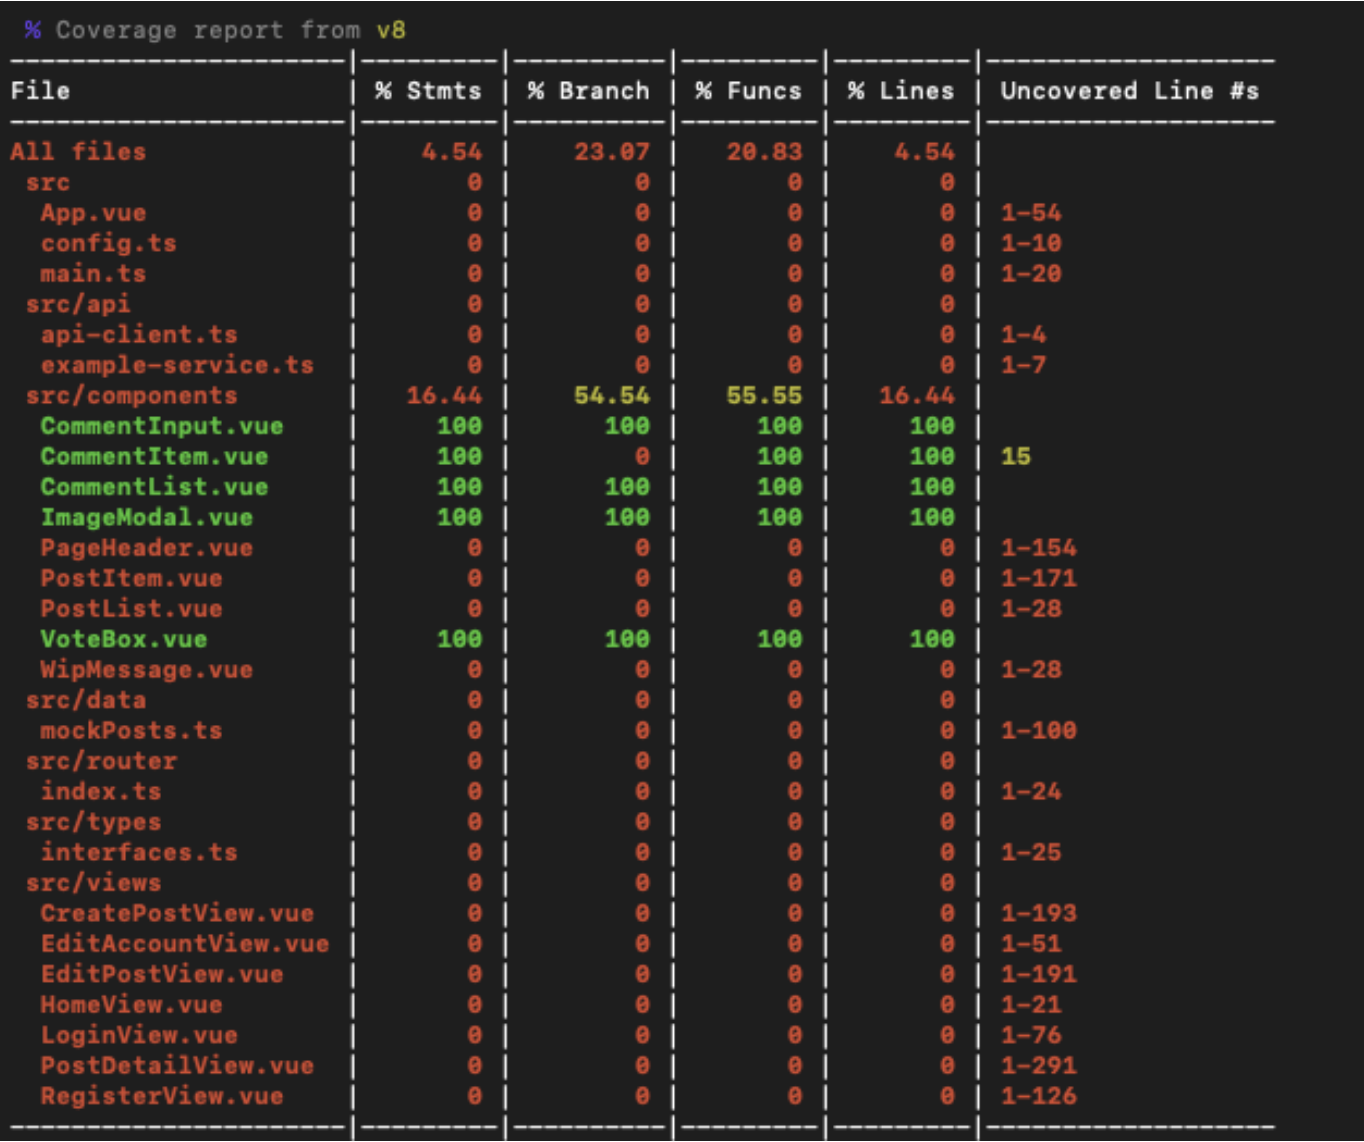 % Coverage report from v8
File | % Stmts | % Branch | % Funcs | % Lines | Uncovered Line #s
All files | 4.54 | 23.07 | 20.83 | 4.54 |
src | 0 | 0 | 0 | 0 |
App.vue | 0 | 0 | 0 | 0 | 1-54
config.ts | 0 | 0 | 0 | 0 | 1-10
main.ts | 0 | 0 | 0 | 0 | 1-20
src/api | 0 | 0 | 0 | 0 |
api-client.ts | 0 | 0 | 0 | 0 | 1-4
example-service.ts | 0 | 0 | 0 | 0 | 1-7
src/components | 16.44 | 54.54 | 55.55 | 16.44 |
CommentInput.vue | 100 | 100 | 100 | 100 |
CommentItem.vue | 100 | 0 | 100 | 100 | 15
CommentList.vue | 100 | 100 | 100 | 100 |
ImageModal.vue | 100 | 100 | 100 | 100 |
PageHeader.vue | 0 | 0 | 0 | 0 | 1-154
PostItem.vue | 0 | 0 | 0 | 0 | 1-171
PostList.vue | 0 | 0 | 0 | 0 | 1-28
VoteBox.vue | 100 | 100 | 100 | 100 |
WipMessage.vue | 0 | 0 | 0 | 0 | 1-28
src/data | 0 | 0 | 0 | 0 |
mockPosts.ts | 0 | 0 | 0 | 0 | 1-100
src/router | 0 | 0 | 0 | 0 |
index.ts | 0 | 0 | 0 | 0 | 1-24
src/types | 0 | 0 | 0 | 0 |
interfaces.ts | 0 | 0 | 0 | 0 | 1-25
src/views | 0 | 0 | 0 | 0 |
CreatePostView.vue | 0 | 0 | 0 | 0 | 1-193
EditAccountView.vue | 0 | 0 | 0 | 0 | 1-51
EditPostView.vue | 0 | 0 | 0 | 0 | 1-191
HomeView.vue | 0 | 0 | 0 | 0 | 1-21
LoginView.vue | 0 | 0 | 0 | 0 | 1-76
PostDetailView.vue | 0 | 0 | 0 | 0 | 1-291
RegisterView.vue | 0 | 0 | 0 | 0 | 1-126